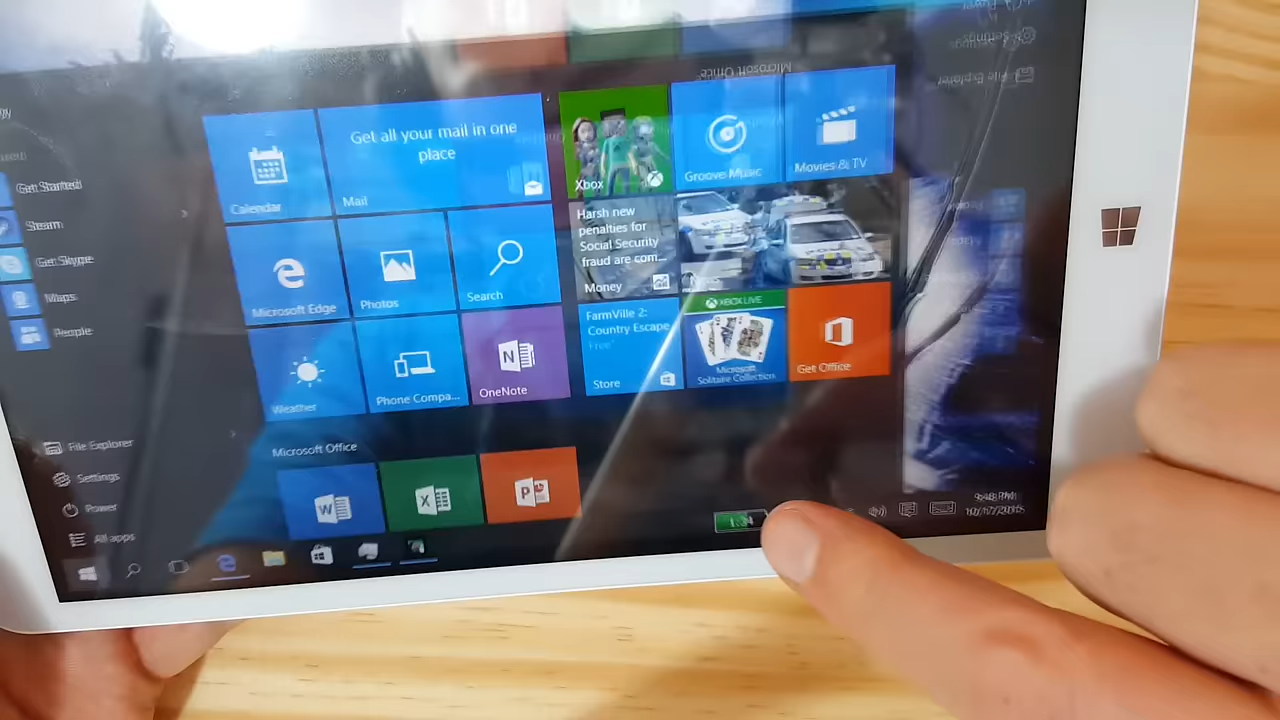 Get all your mail in one
place
Calendar
Mail
Xbox
Groove Music
Movies & TV
Get Started
Steam
Get Skype
Maps
People
Microsoft Edge
Photos
Search
Harsh new
penalties for
Social Security
fraud are com...
Money
Weather
Phone Compa...
OneNote
FarmVille 2:
Country Escape
Free
Store
XBOX LIVE
Microsoft
Solitaire Collection
Get Office
Microsoft Office
File Explorer
Settings
Power
All apps
9:48 PM